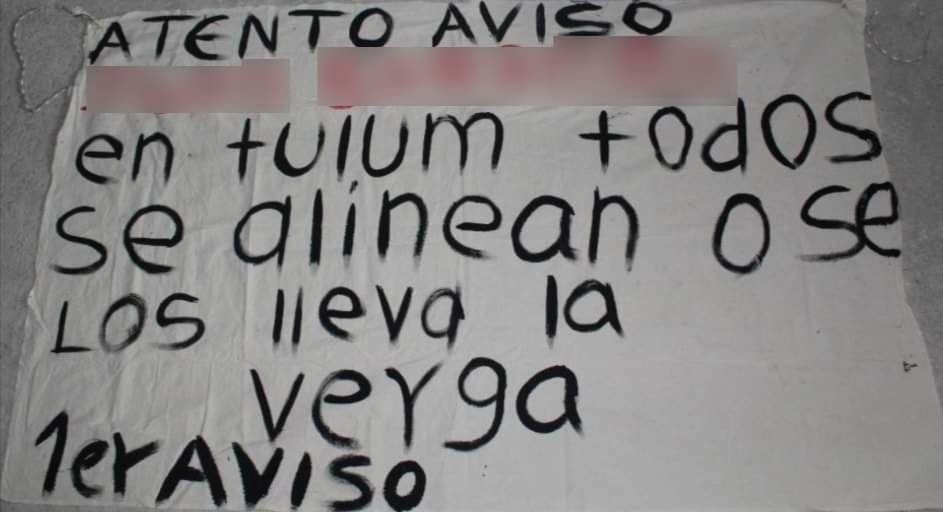 ATENTO AVISO
en tulum todos
se alinean o se
LOS lleva la
verga
1er AVISO